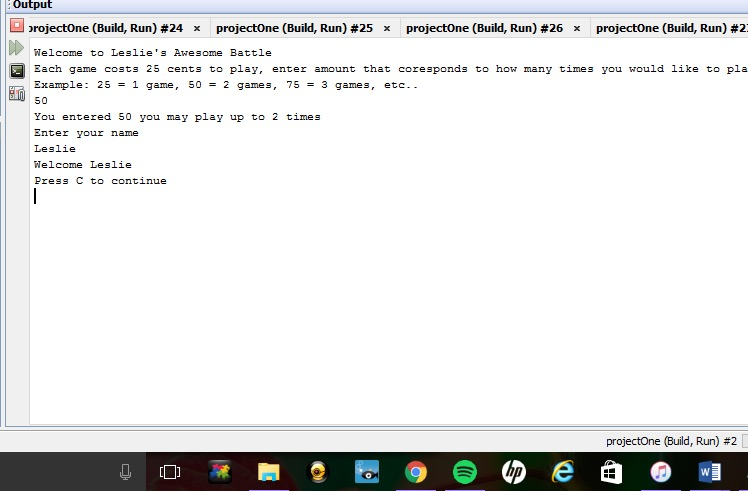 Output
projectOne (Build, Run) #24 projectOne (Build, Run) #25 projectOne (Build, Run) #26 projectOne (Build, Run)
Welcome to Leslie's Awesome Battle
Each game costs 25 cents to play, enter amount that coresponds to how many times you would like to
Example: 25 = 1 game, 50 = 2 games, 75 = 3 games, etc..
50
You entered 50 you may play up to 2 times
Enter your name
Leslie
Welcome Leslie
Press C to continue
projectOne (Build, Run) #2
hp